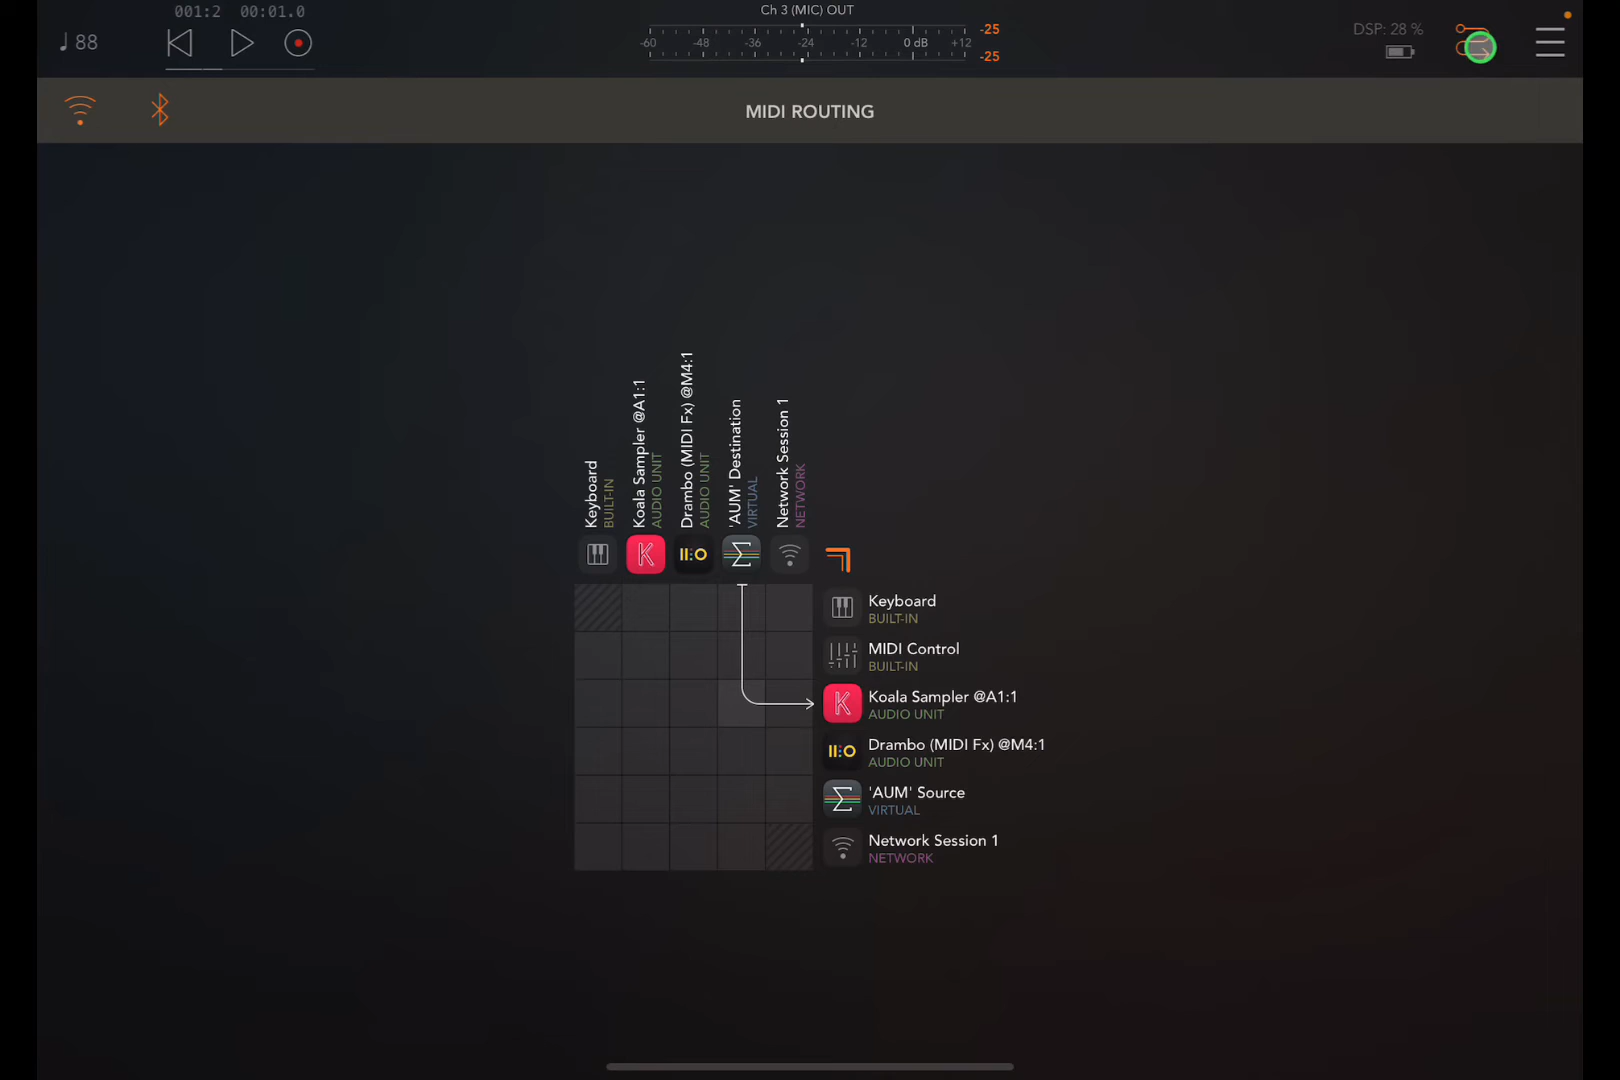 Ch 3 (MIC) OUT
001:2 00:01.0
♩ 88
-60 -48 -36 -24 -12 0 dB +12
-25
-25
DSP: 28 %
MIDI ROUTING
Keyboard
BUILT-IN
Koala Sampler @A1:1
AUDIO UNIT
Drambo (MIDI Fx) @M4:1
AUDIO UNIT
'AUM' Destination
VIRTUAL
Network Session 1
NETWORK
Keyboard
BUILT-IN
MIDI Control
BUILT-IN
Koala Sampler @A1:1
AUDIO UNIT
Drambo (MIDI Fx) @M4:1
AUDIO UNIT
'AUM' Source
VIRTUAL
Network Session 1
NETWORK